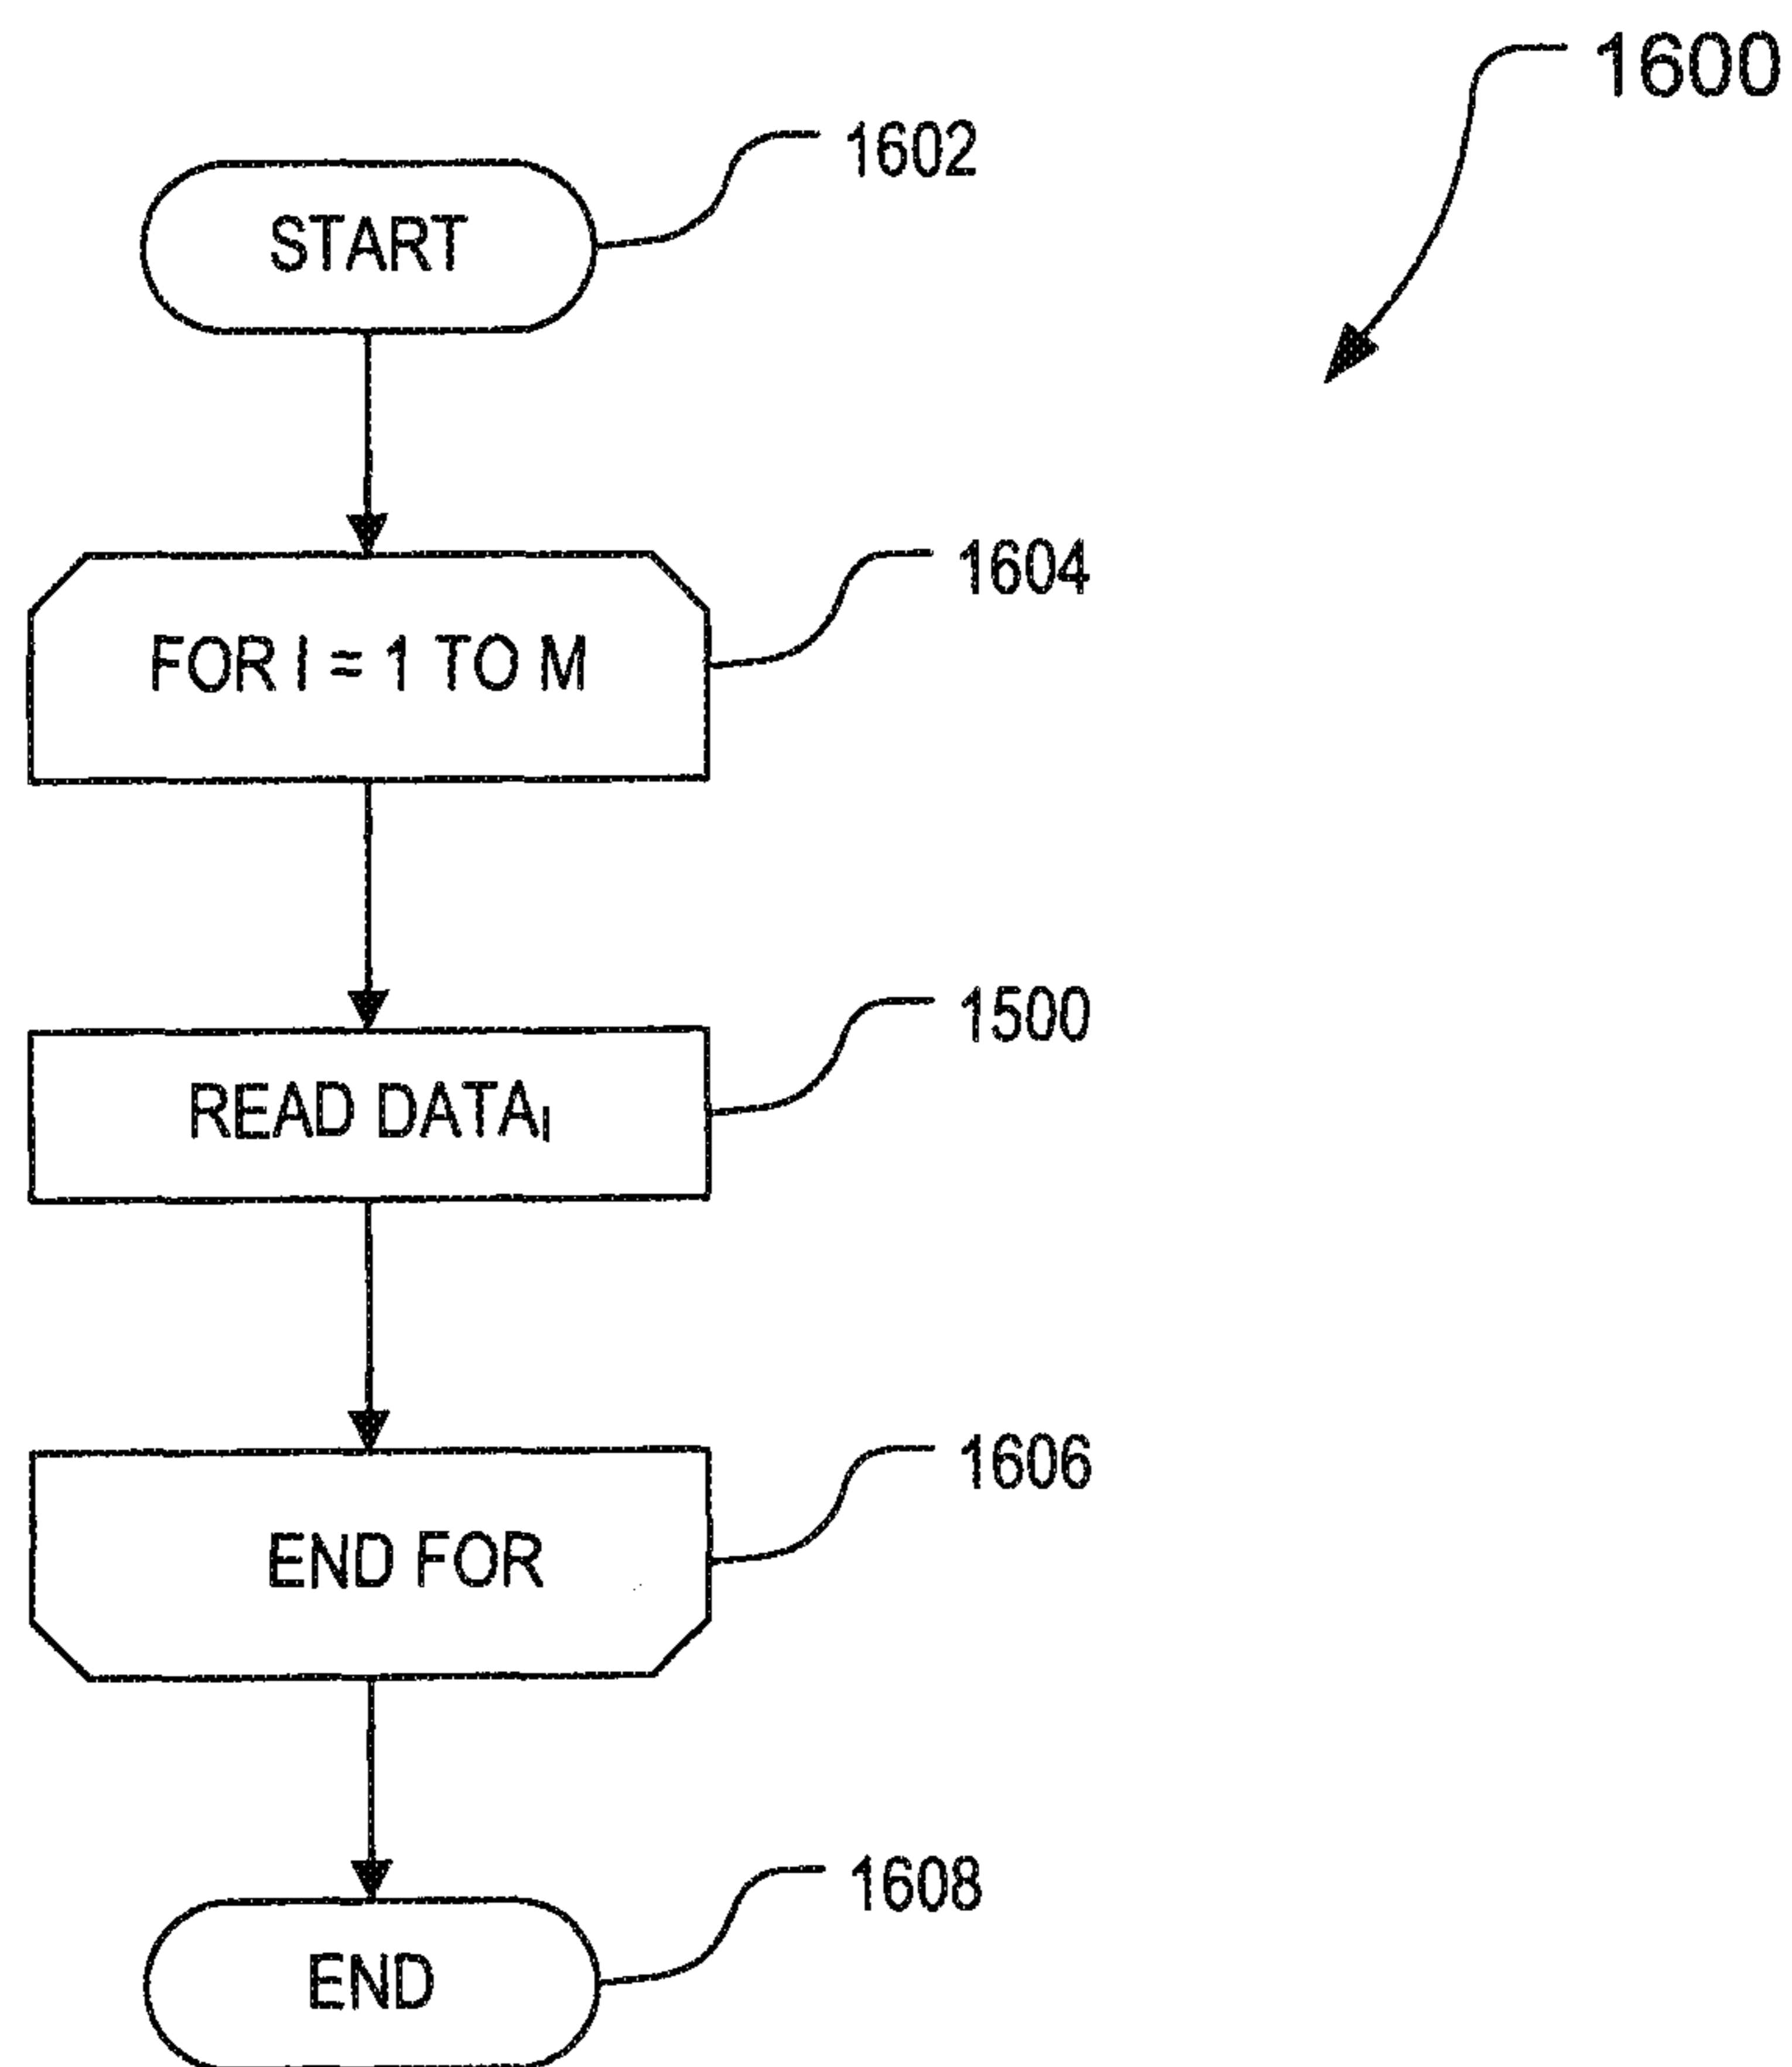 1600
1602
START
1604
FOR I = 1 TO M
1500
READ DATAI
1606
END FOR
1608
END